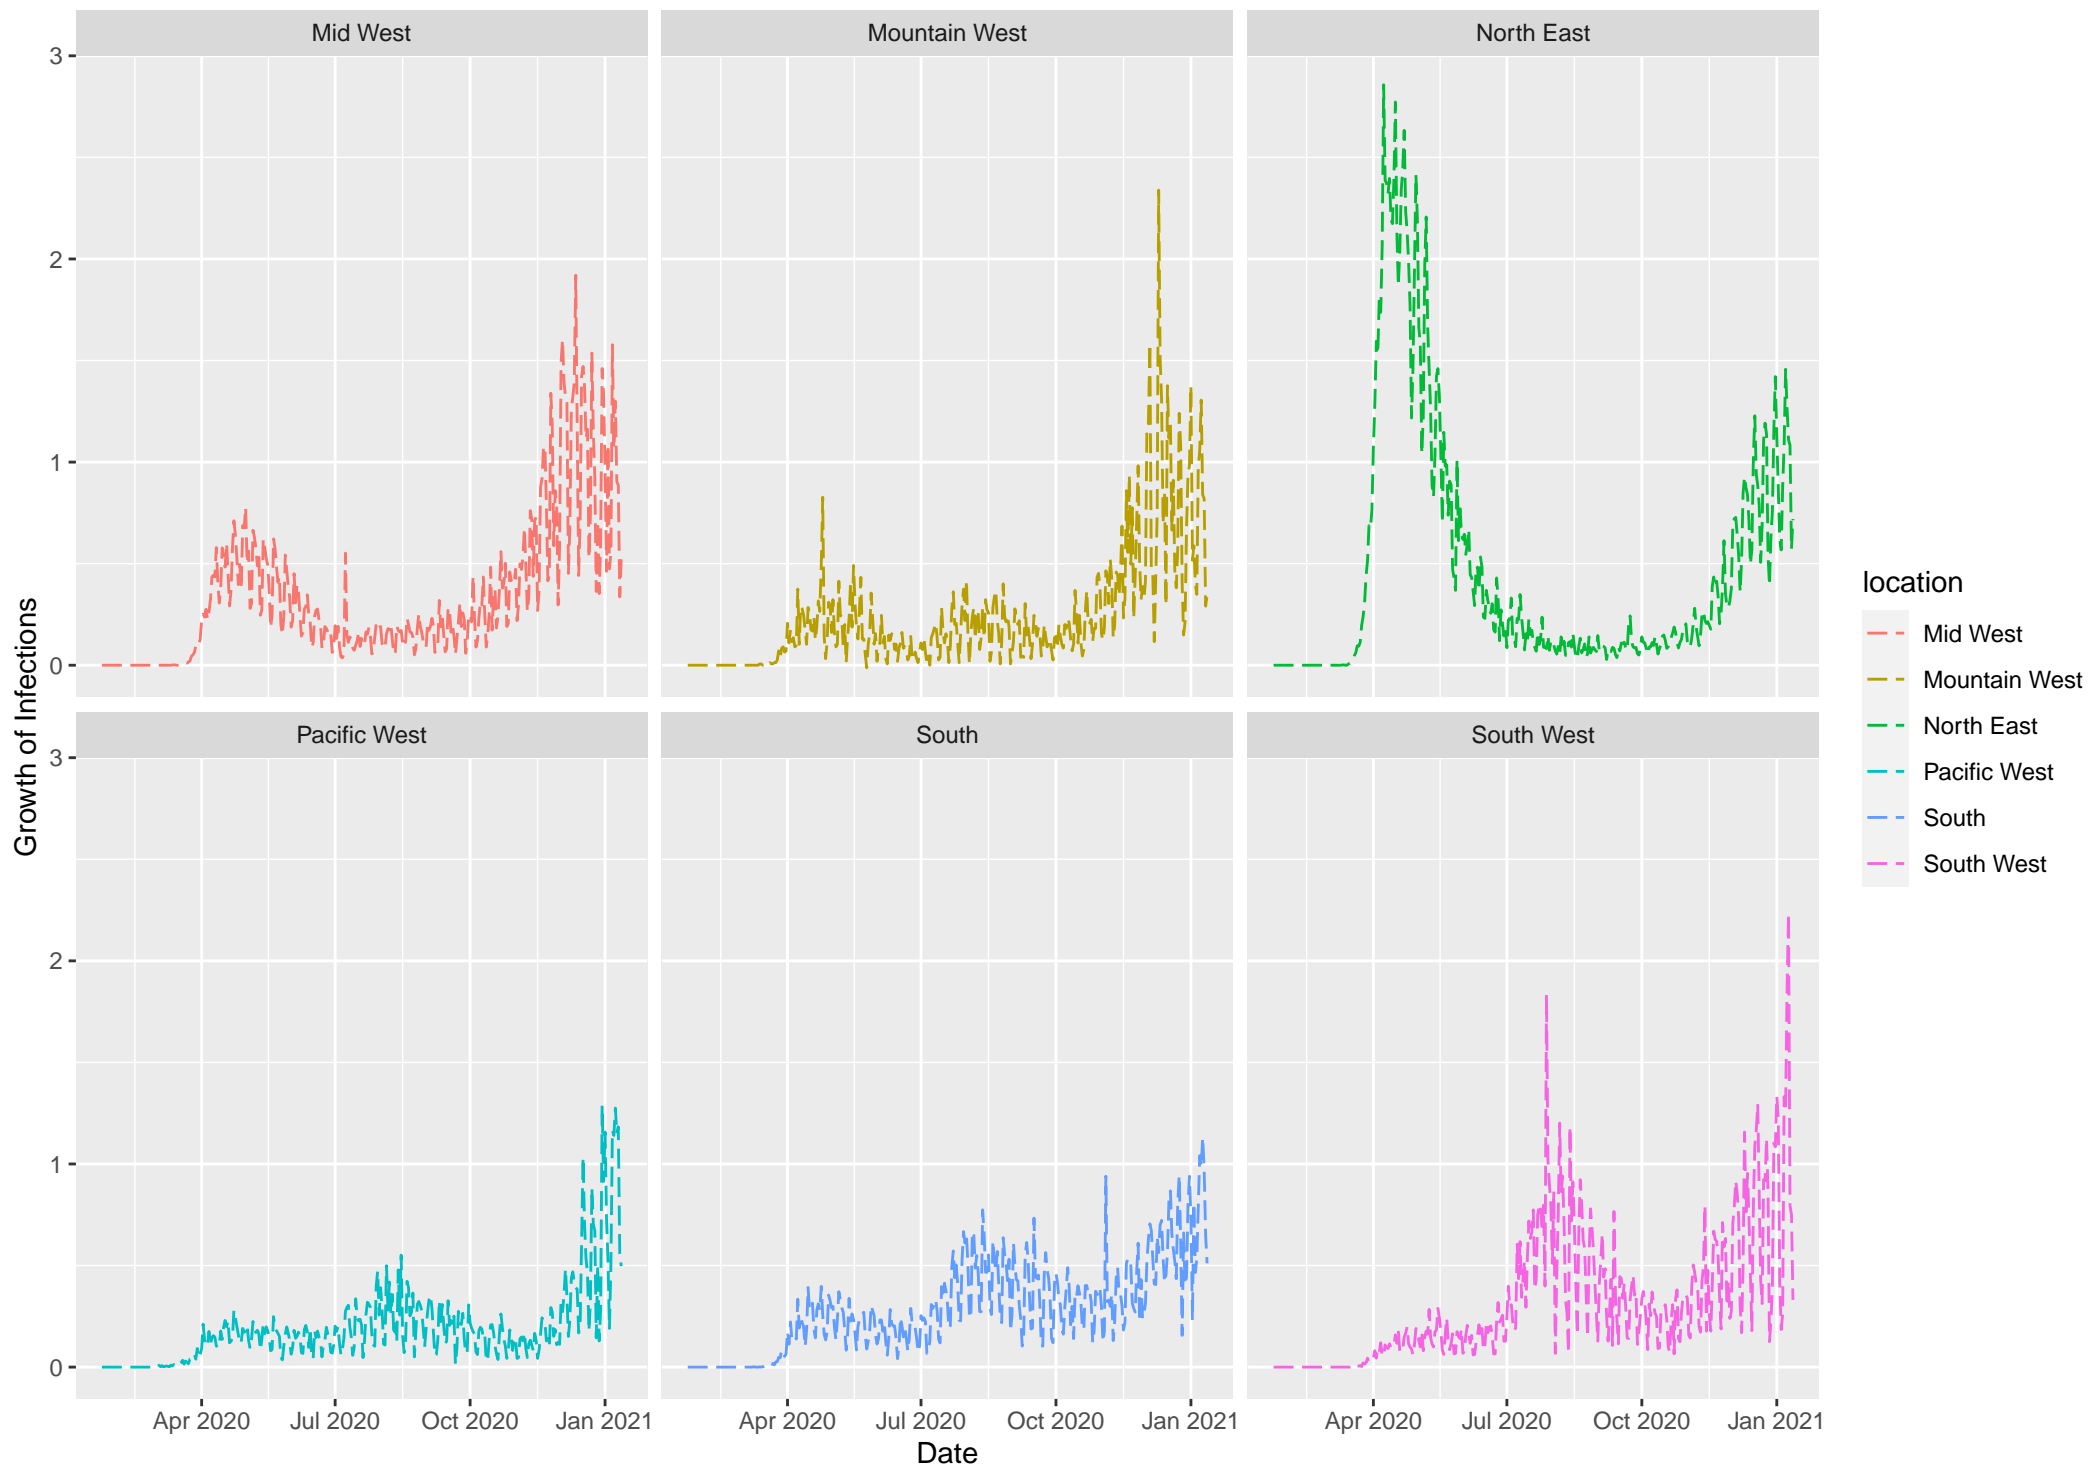 Mid West
Mountain West
North East
3
2
1
0
Pacific West
South
South West
3
2
1
0
Apr 2020
Jul 2020
Oct 2020
Jan 2021
Apr 2020
Jul 2020
Oct 2020
Jan 2021
Apr 2020
Jul 2020
Oct 2020
Jan 2021
Date
Growth of Infections
location
Mid West
Mountain West
North East
Pacific West
South
South West